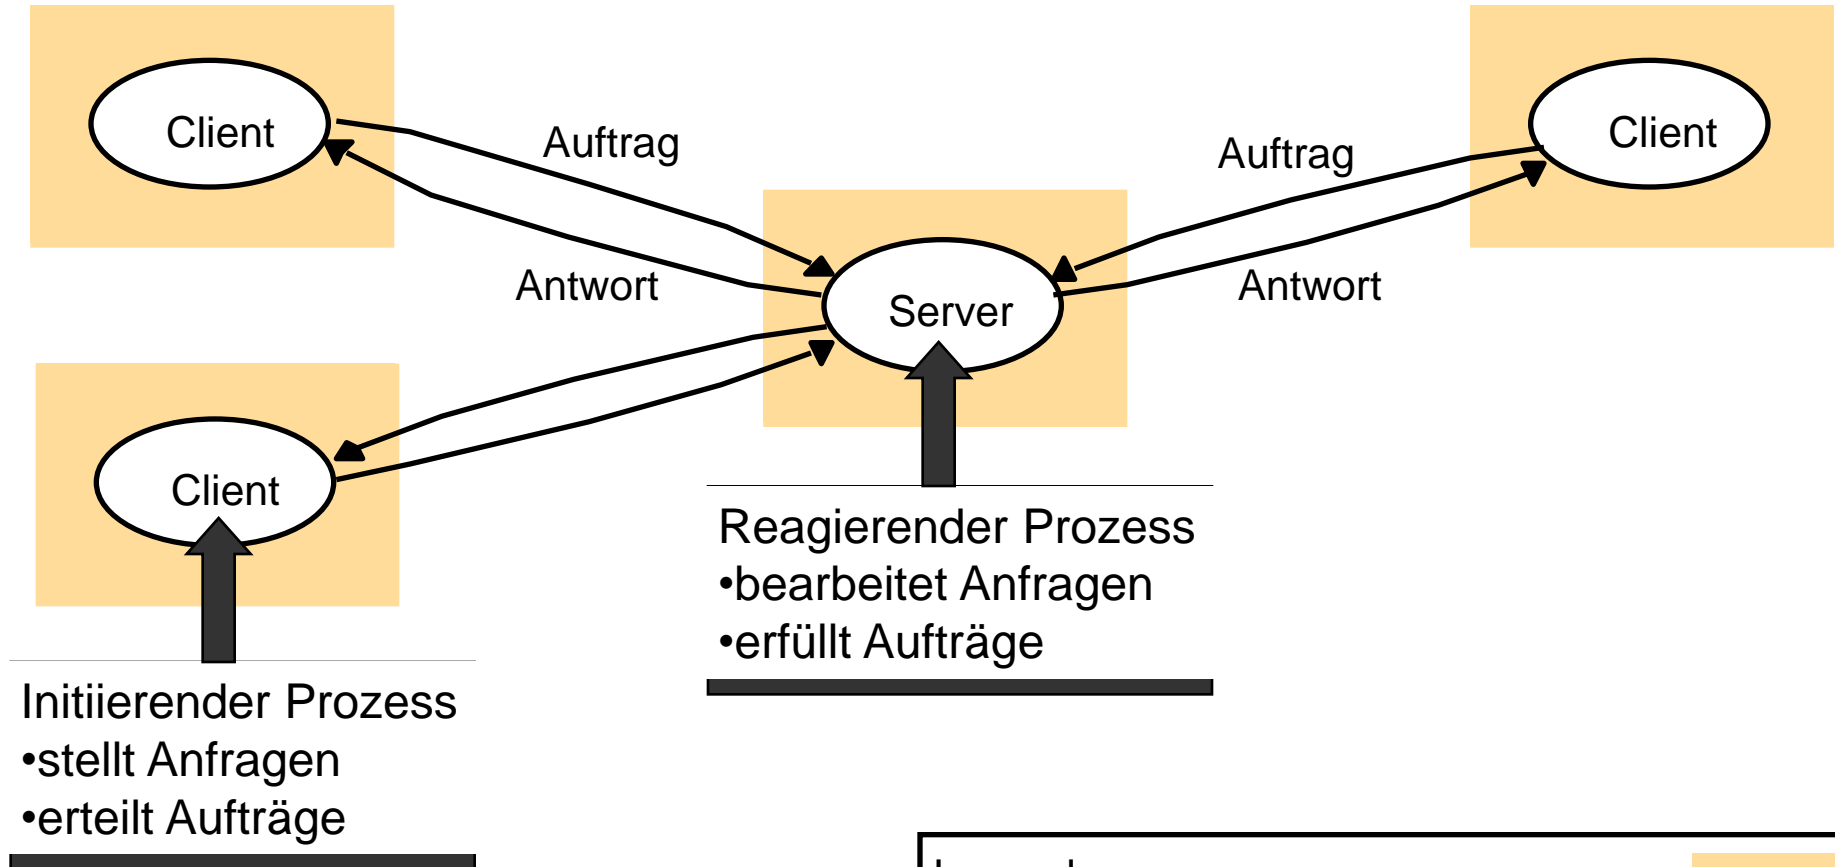 Client
Client
Auftrag
Auftrag
Antwort
Antwort
Server
Client
Reagierender Prozess
•bearbeitet Anfragen
•erfüllt Aufträge
Initiierender Prozess
•stellt Anfragen
•erteilt Aufträge